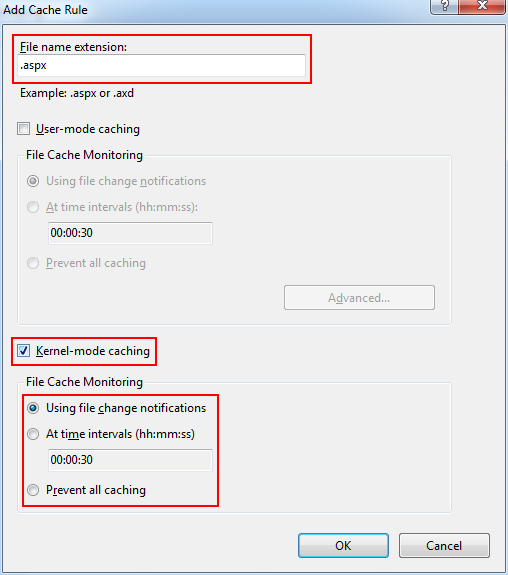 Add Cache Rule
?
File name extension:
.aspx
Example: .aspx or .axd
User-mode caching
File Cache Monitoring
Using file change notifications
At time intervals (hh:mm:ss):
00:00:30
Prevent all caching
Advanced...
Kernel-mode caching
File Cache Monitoring
Using file change notifications
At time intervals (hh:mm:ss)
00:00:30
Prevent all caching
OK
Cancel